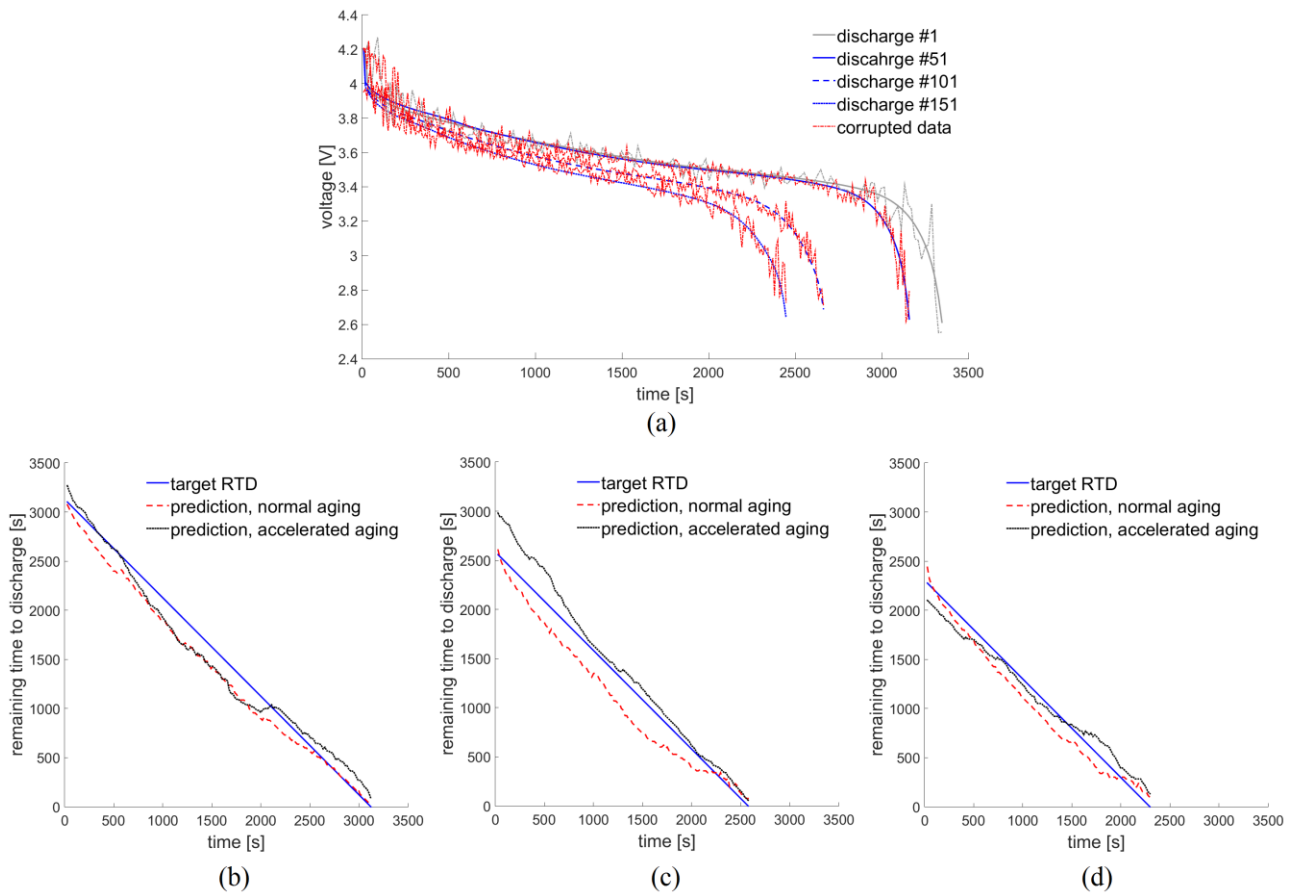 4.4
4.2
4
3.8
3.6
3.4
3.2
3
2.8
2.6
2.4
voltage [V]
discharge #1
discahrge #51
discharge #101
discharge #151
corrupted data
0 500 1000 1500 2000 2500 3000 3500
time [s]
(a)
3500
3000
2500
2000
1500
1000
500
0
remaining time to discharge [s]
target RTD
prediction, normal aging
prediction, accelerated aging
0 500 1000 1500 2000 2500 3000 3500
time [s]
(b)
3500
3000
2500
2000
1500
1000
500
0
remaining time to discharge [s]
target RTD
prediction, normal aging
prediction, accelerated aging
0 500 1000 1500 2000 2500 3000 3500
time [s]
(c)
3500
3000
2500
2000
1500
1000
500
0
remaining time to discharge [s]
target RTD
prediction, normal aging
prediction, accelerated aging
0 500 1000 1500 2000 2500 3000 3500
time [s]
(d)